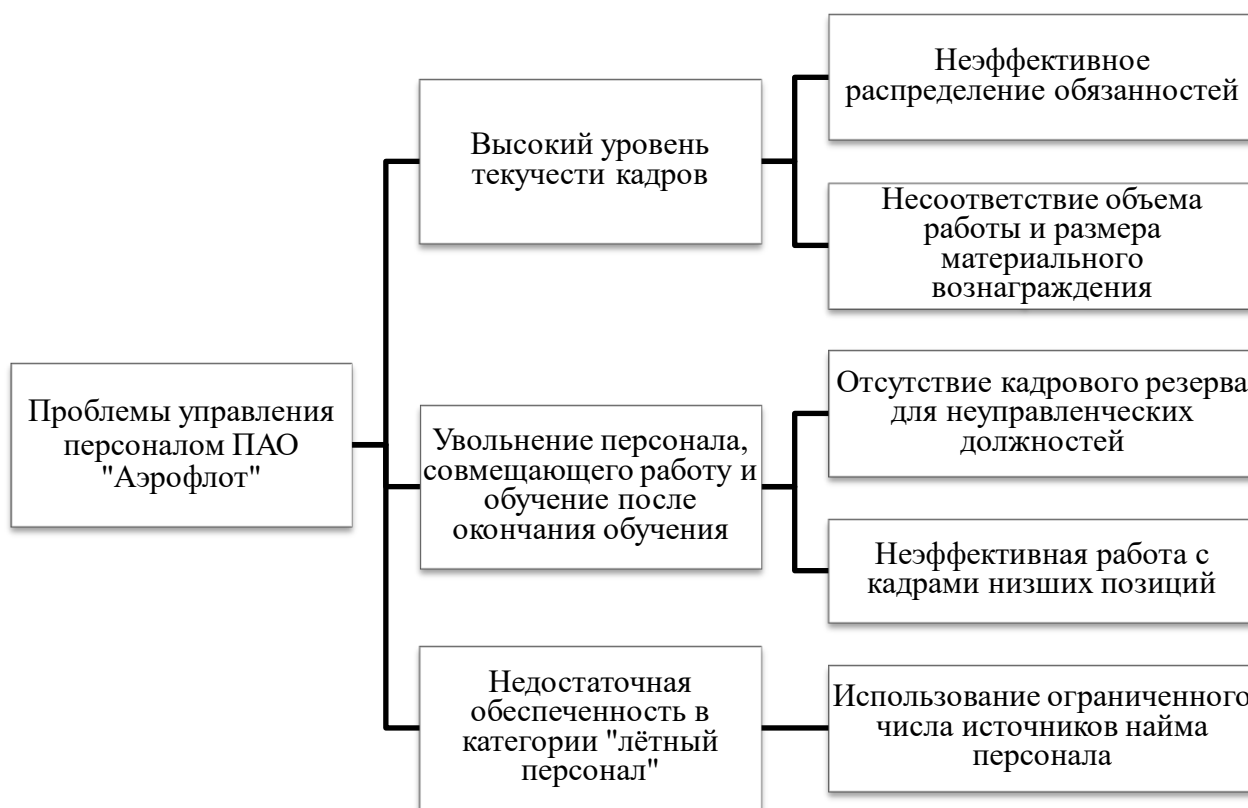 Проблемы управления
персоналом ПАО
"Аэрофлот"
Высокий уровень
текучести кадров
Неэффективное
распределение обязанностей
Несоответствие объема
работы и размера
материального
вознаграждения
Увольнение персонала,
совмещающего работу и
обучение после
окончания обучения
Отсутствие кадрового резерва
для неуправленческих
должностей
Неэффективная работа с
кадрами низших позиций
Недостаточная
обеспеченность в
категории "лётный
персонал"
Использование ограниченного
числа источников найма
персонала